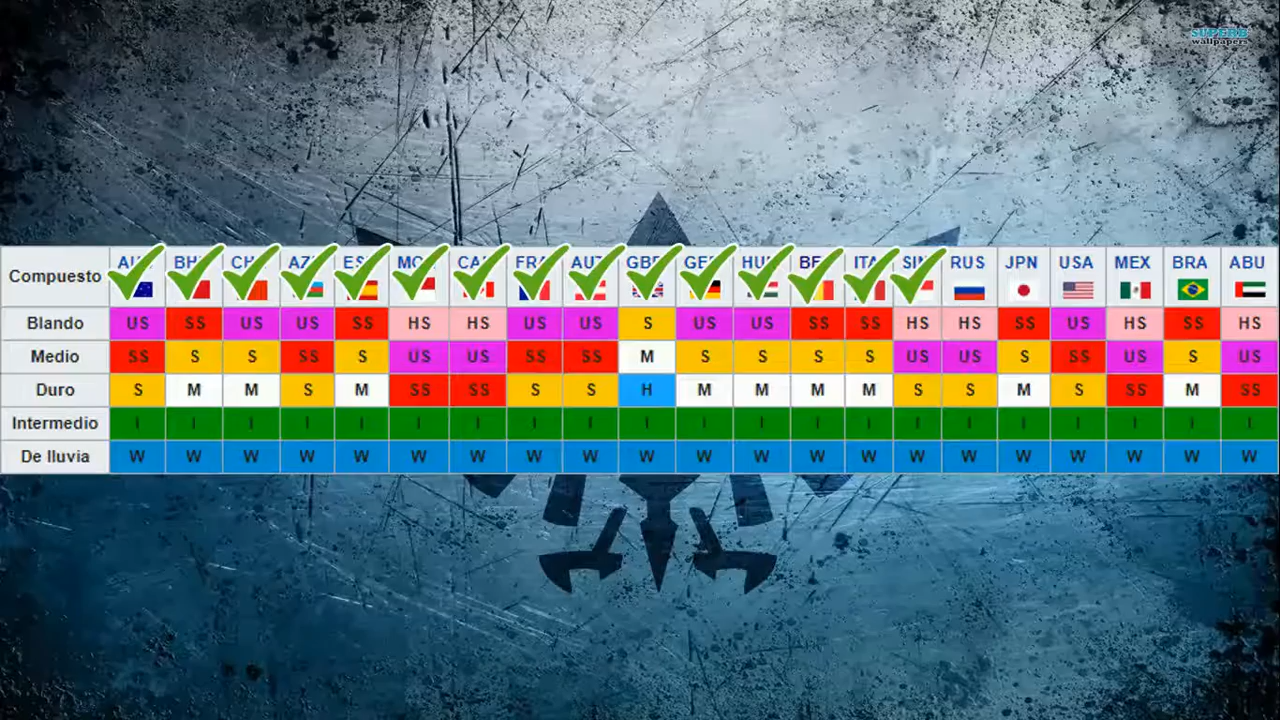 SUPERB
wallpapers
Compuesto GBR RUS JPN USA MEX BRA ABU
Blando US SS US US SS HS HS US US S US US SS SS HS HS SS US HS SS HS
Medio SS S S SS S US US SS SS M S S S S US US S SS US S US
Duro S M M S M SS SS S S H M M M M S S M S SS M SS
Intermedio I I I I I I I I I I I I I I I I I I I I I
De lluvia W W W W W W W W W W W W W W W W W W W W W